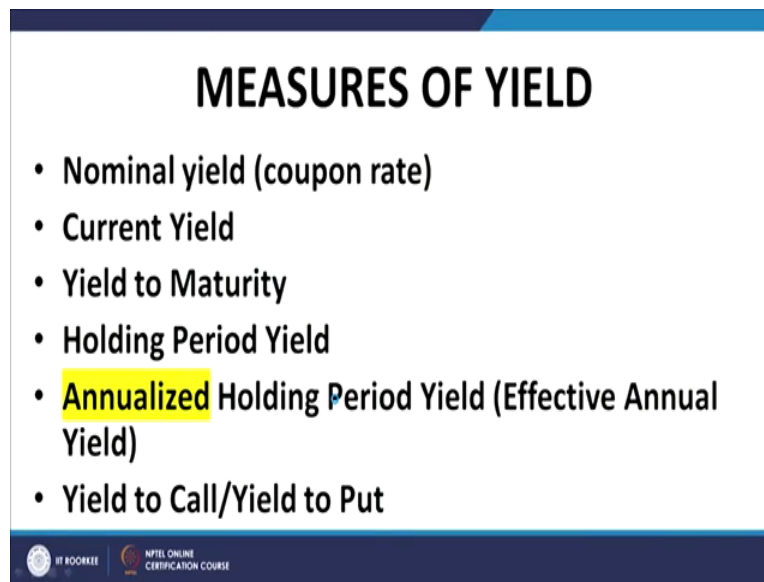 MEASURES OF YIELD
• Nominal yield (coupon rate)
• Current Yield
• Yield to Maturity
• Holding Period Yield
• Annualized Holding Period Yield (Effective Annual
Yield)
• Yield to Call/Yield to Put
IIT ROORKEE
NPTEL ONLINE
CERTIFICATION COURSE